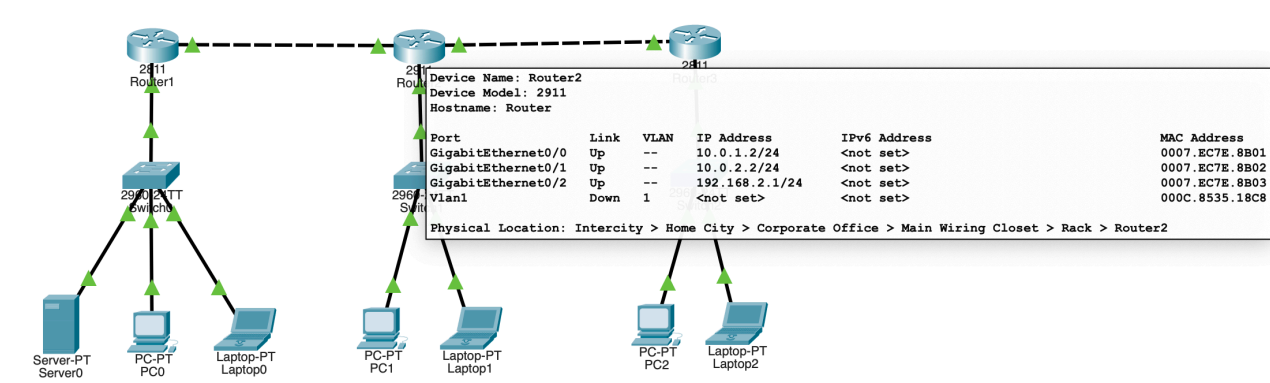 2811
Router1
2911
Device Name: Router2
Device Model: 2911
Hostname: Router
Port Link VLAN IP Address IPv6 Address MAC Address
GigabitEthernet0/0 Up -- 10.0.1.2/24 <not set> 0007.EC7E.8B01
GigabitEthernet0/1 Up -- 10.0.2.2/24 <not set> 0007.EC7E.8B02
GigabitEthernet0/2 Up -- 192.168.2.1/24 <not set> 0007.EC7E.8B03
Vlan1 Down 1 <not set> <not set> 000C.8535.18C8
Physical Location: Intercity > Home City > Corporate Office > Main Wiring Closet > Rack > Router2
2811
Router3
2960-24TT
Switch0
Server-PT
Server0
PC-PT
PC0
Laptop-PT
Laptop0
PC-PT
PC1
Laptop-PT
Laptop1
PC-PT
PC2
Laptop-PT
Laptop2